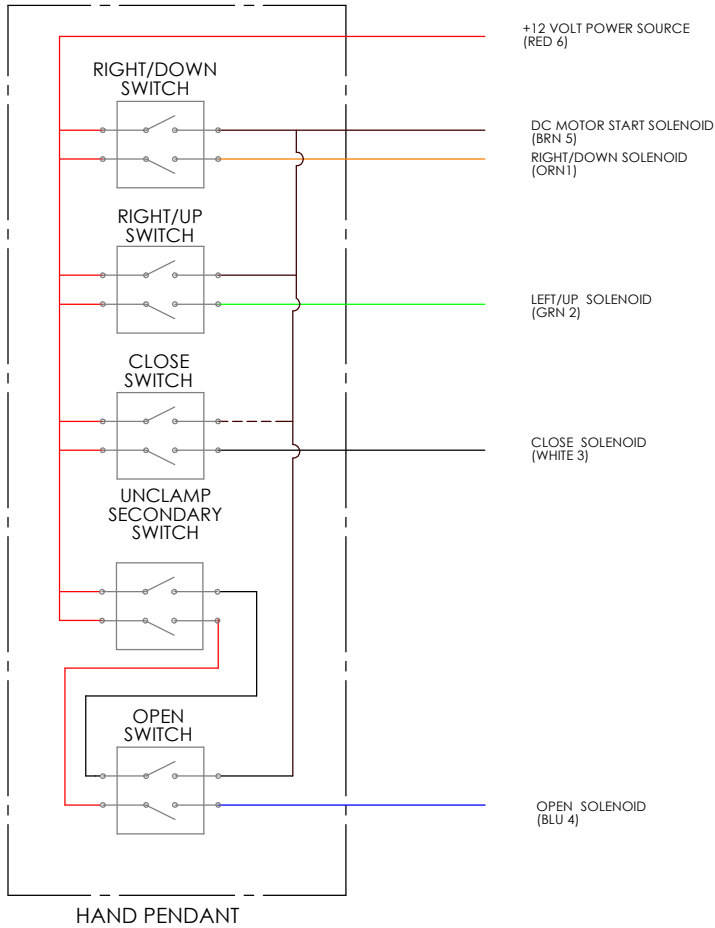 +12 VOLT POWER SOURCE
(RED 6)
RIGHT/DOWN
SWITCH
DC MOTOR START SOLENOID
(BRN 5)
RIGHT/DOWN SOLENOID
(ORN1)
RIGHT/UP
SWITCH
LEFT/UP SOLENOID
(GRN 2)
CLOSE
SWITCH
CLOSE SOLENOID
(WHITE 3)
UNCLAMP
SECONDARY
SWITCH
OPEN
SWITCH
OPEN SOLENOID
(BLU 4)
HAND PENDANT